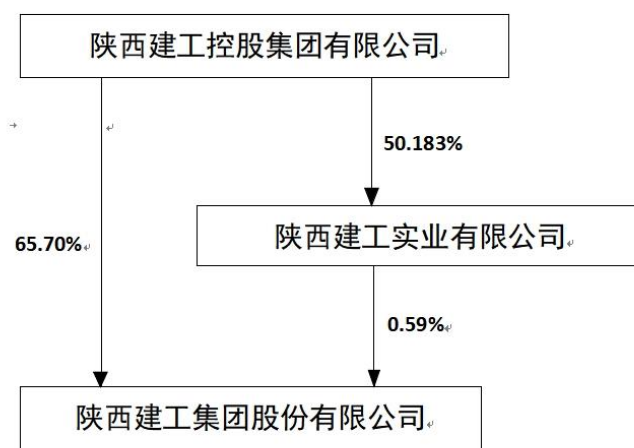 陕西建工控股集团有限公司
50.183%
陕西建工实业有限公司
65.70%
0.59%
陕西建工集团股份有限公司